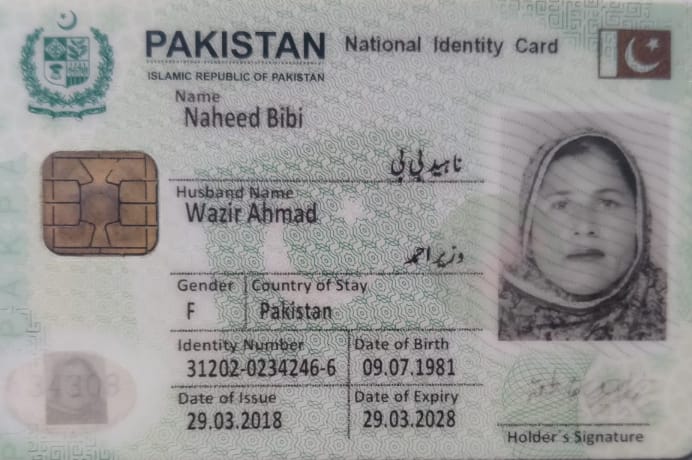 PAKISTAN National Identity Card
ISLAMIC REPUBLIC OF PAKISTAN
Name
Naheed Bibi
ناہید بی بی
Husband Name
Wazir Ahmad
وزیر احمد
Gender Country of Stay
F Pakistan
Identity Number Date of Birth
31202-0234246-6 09.07.1981
Date of Issue Date of Expiry
29.03.2018 29.03.2028
Holder's Signature